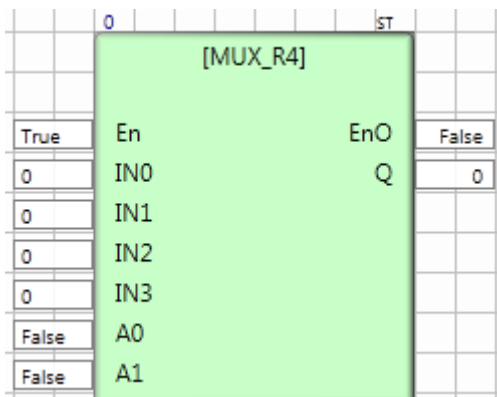 0 ST
[MUX_R4]
True En EnO False
0 IN0 Q 0
0 IN1
0 IN2
0 IN3
False A0
False A1